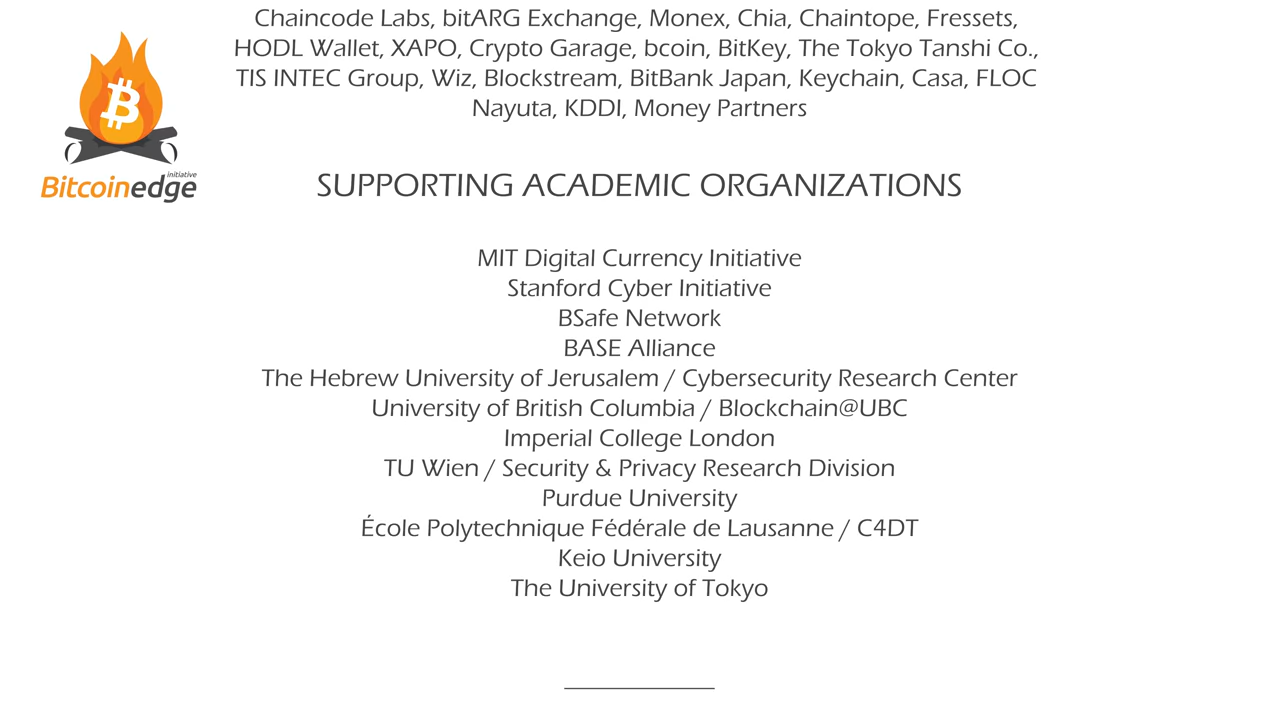 Chaincode Labs, bitARG Exchange, Monex, Chia, Chaintope, Fressets,
HODL Wallet, XAPO, Crypto Garage, bcoin, BitKey, The Tokyo Tanshi Co.,
TIS INTEC Group, Wiz, Blockstream, BitBank Japan, Keychain, Casa, FLOC
Nayuta, KDDI, Money Partners
initiative
Bitcoinedge
SUPPORTING ACADEMIC ORGANIZATIONS
MIT Digital Currency Initiative
Stanford Cyber Initiative
BSafe Network
BASE Alliance
The Hebrew University of Jerusalem / Cybersecurity Research Center
University of British Columbia / Blockchain@UBC
Imperial College London
TU Wien / Security & Privacy Research Division
Purdue University
École Polytechnique Fédérale de Lausanne / C4DT
Keio University
The University of Tokyo